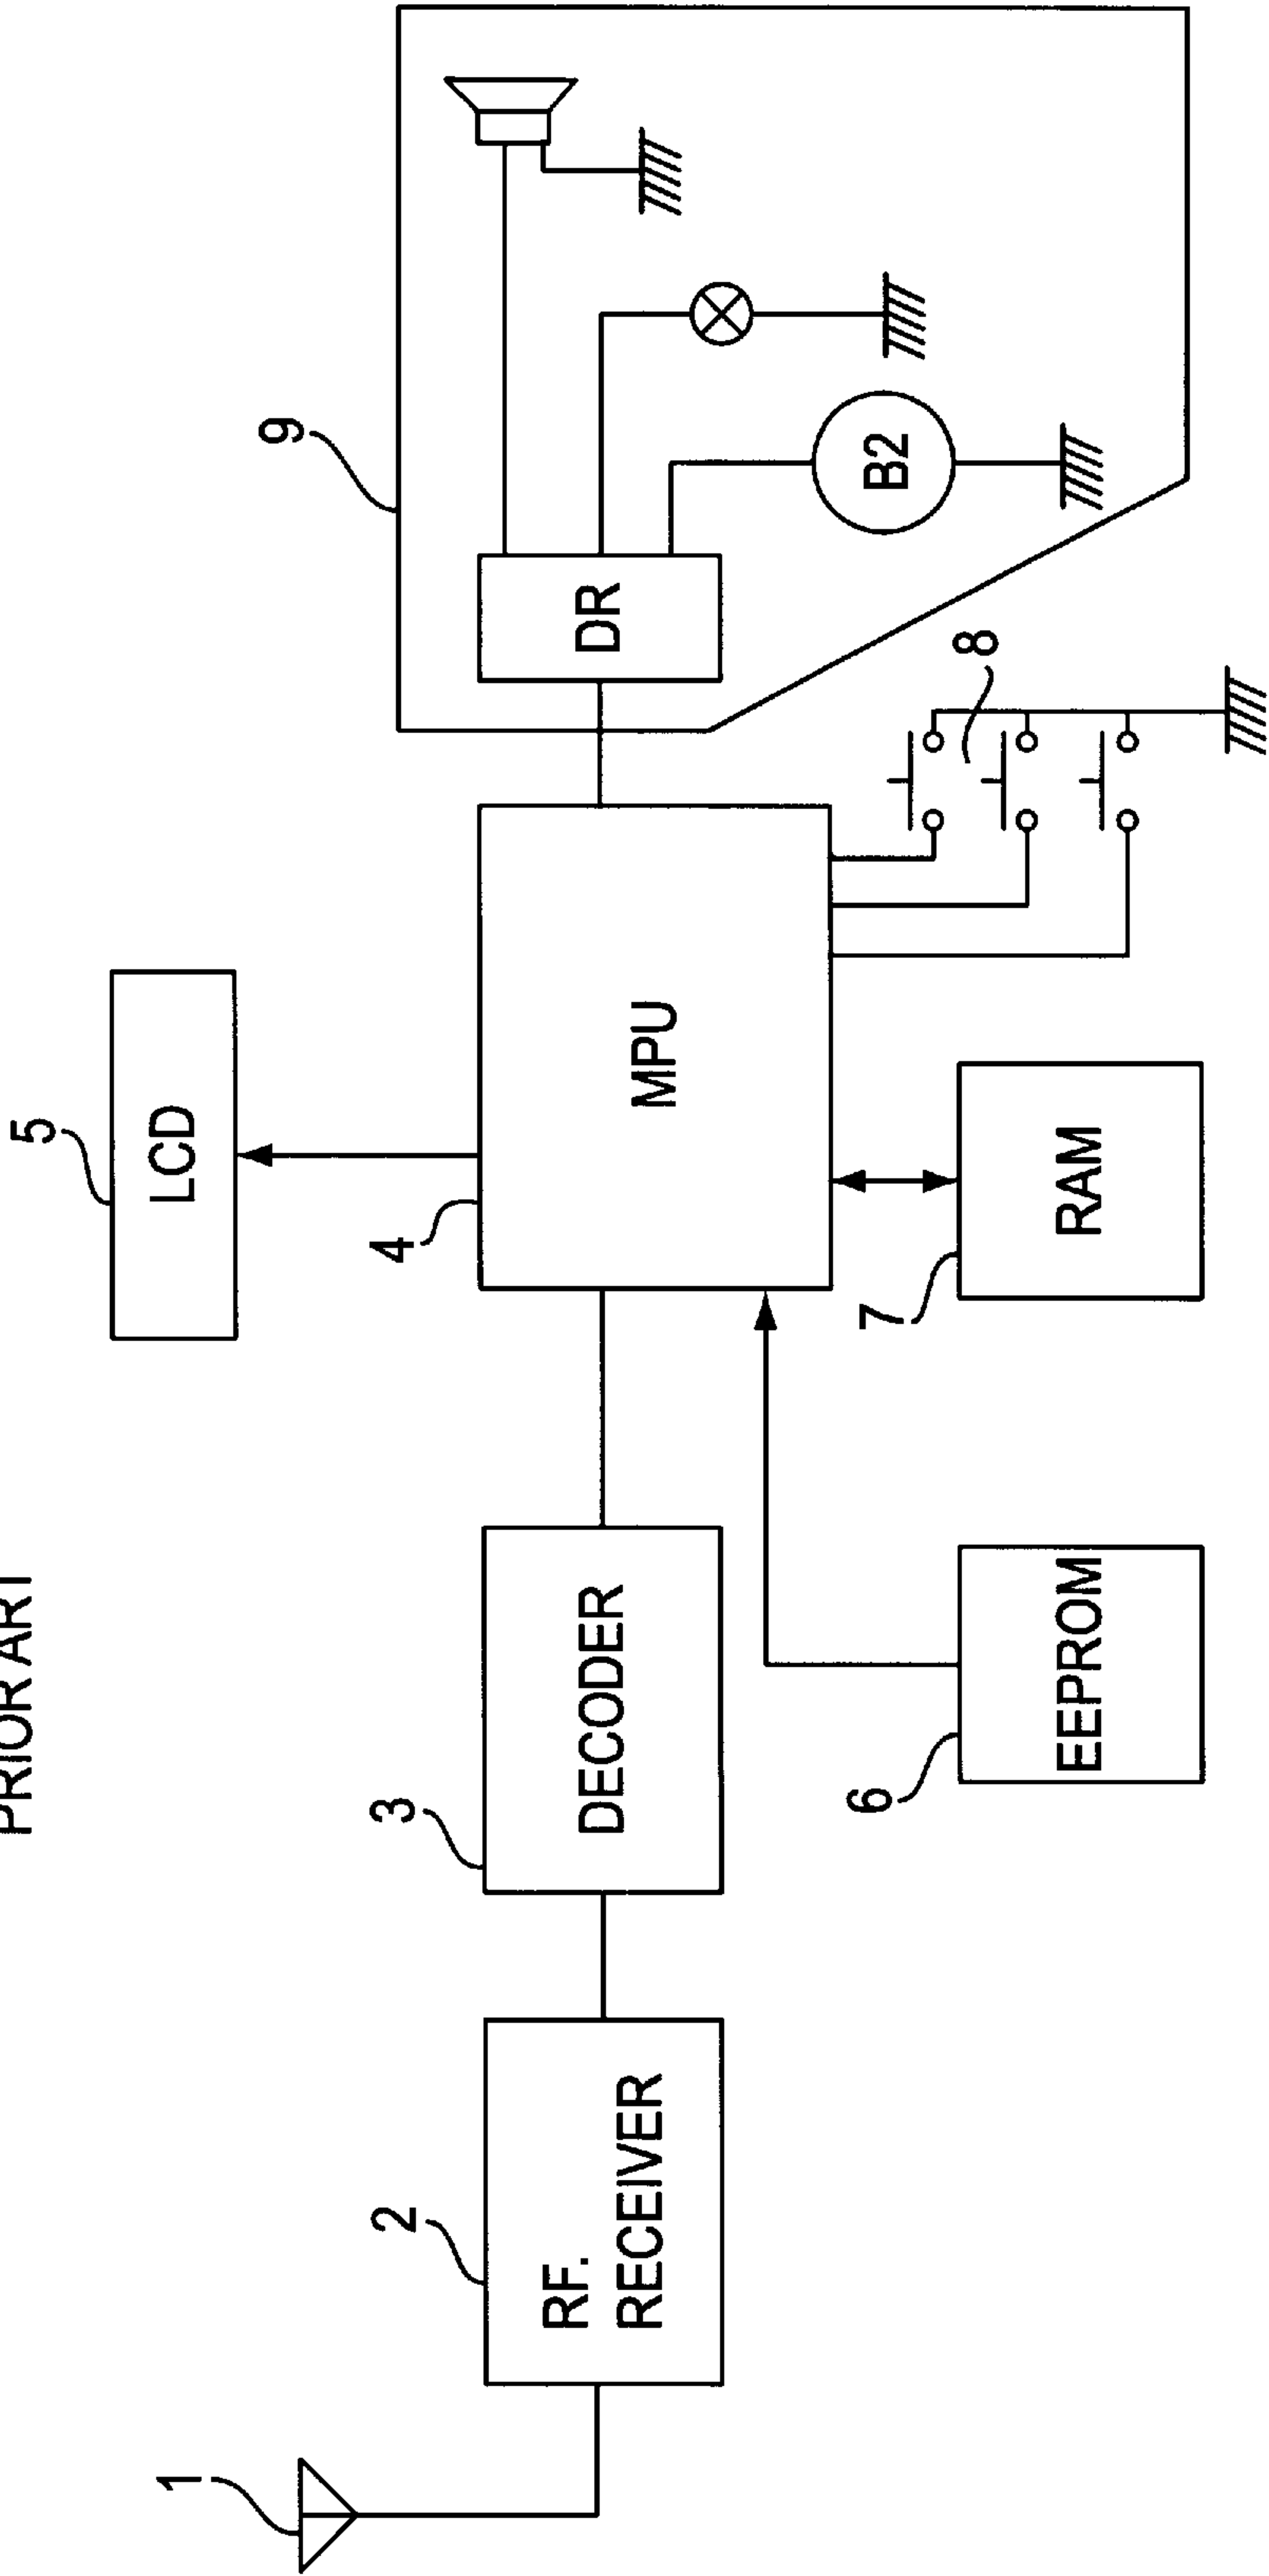 PRIOR ART
1
2
RF.
RECEIVER
3
DECODER
4
MPU
5
LCD
6
EEPROM
7
RAM
8
9
DR
B2